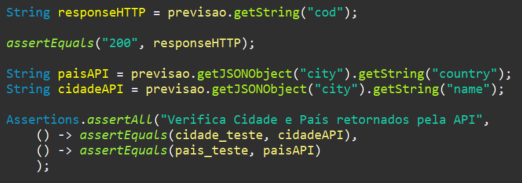 String responseHTTP = previsao.getString("cod");
assertEquals("200", responseHTTP);
String paisAPI = previsao.getJSONObject("city").getString("country");
String cidadeAPI = previsao.getJSONObject("city").getString("name");
Assertions.assertAll("Verifica Cidade e País retornados pela API",
() -> assertEquals(cidade_teste, cidadeAPI),
() -> assertEquals(pais_teste, paisAPI)
);